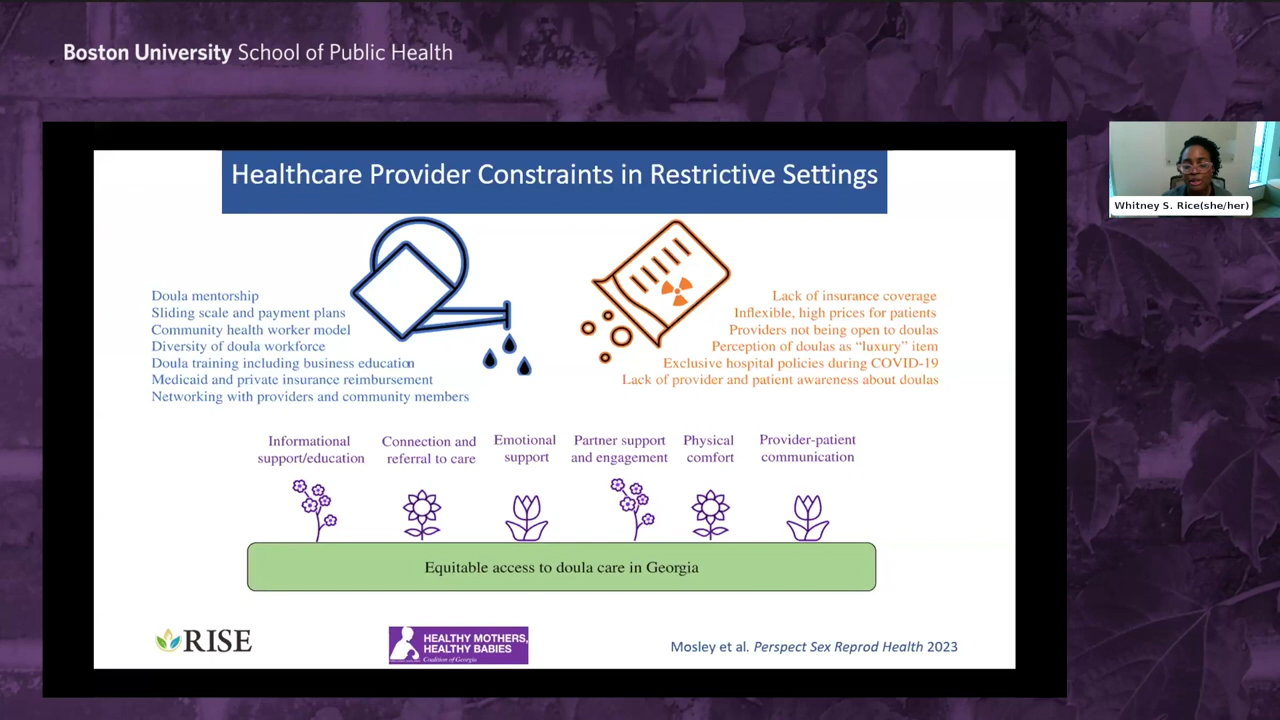 Boston University School of Public Health
Healthcare Provider Constraints in Restrictive Settings
Whitney S. Rice(she/her)
Doula mentorship
Sliding scale and payment plans
Community health worker model
Diversity of doula workforce
Doula training including business education
Medicaid and private insurance reimbursement
Networking with providers and community members
Lack of insurance coverage
Inflexible, high prices for patients
Providers not being open to doulas
Perception of doulas as “luxury” item
Exclusive hospital policies during COVID-19
Lack of provider and patient awareness about doulas
Informational
support/education
Connection and
referral to care
Emotional
support
Partner support
and engagement
Physical
comfort
Provider-patient
communication
Equitable access to doula care in Georgia
RISE
HEALTHY MOTHERS,
HEALTHY BABIES
Coalition of Georgia
Mosley et al. Perspect Sex Reprod Health 2023